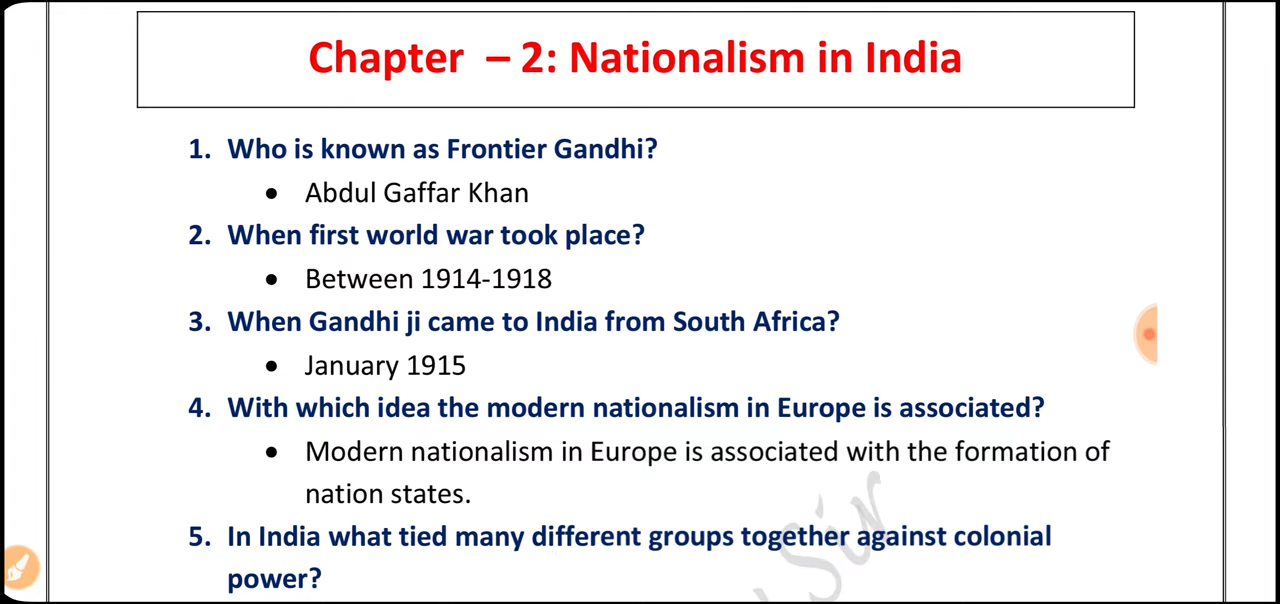 Chapter – 2: Nationalism in India
1. Who is known as Frontier Gandhi?
• Abdul Gaffar Khan
2. When first world war took place?
• Between 1914-1918
3. When Gandhi ji came to India from South Africa?
• January 1915
4. With which idea the modern nationalism in Europe is associated?
• Modern nationalism in Europe is associated with the formation of
nation states.
5. In India what tied many different groups together against colonial
power?
Sir